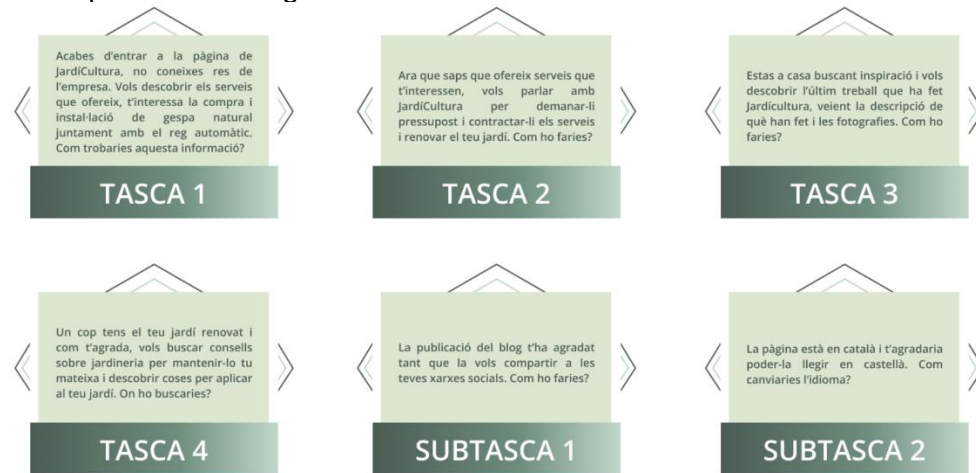 Acabes d'entrar a la pàgina de
JardíCultura, no coneixes res de
l'empresa. Vols descobrir els serveis
que ofereix, t'interessa la compra i
instal·lació de gespa natural
juntament amb el reg automàtic.
Com trobaries aquesta informació?
TASCA 1
Ara que saps que ofereix serveis que
t'interessen, vols parlar amb
JardíCultura per demanar-li
pressupost i contractar-li els serveis
i renovar el teu jardí. Com ho faries?
TASCA 2
Estas a casa buscant inspiració i vols
descobrir l'últim treball que ha fet
Jardícultura, veient la descripció de
què han fet i les fotografies. Com ho
faries?
TASCA 3
Un cop tens el teu jardí renovat i
com t'agrada, vols buscar consells
sobre jardineria per mantenir-lo tu
mateixa i descobrir coses per aplicar
al teu jardí. On ho buscaries?
TASCA 4
La publicació del blog t'ha agradat
tant que la vols compartir a les
teves xarxes socials. Com ho faries?
SUBTASCA 1
La pàgina està en català i t'agradaria
poder-la llegir en castellà. Com
canviaries l'idioma?
SUBTASCA 2